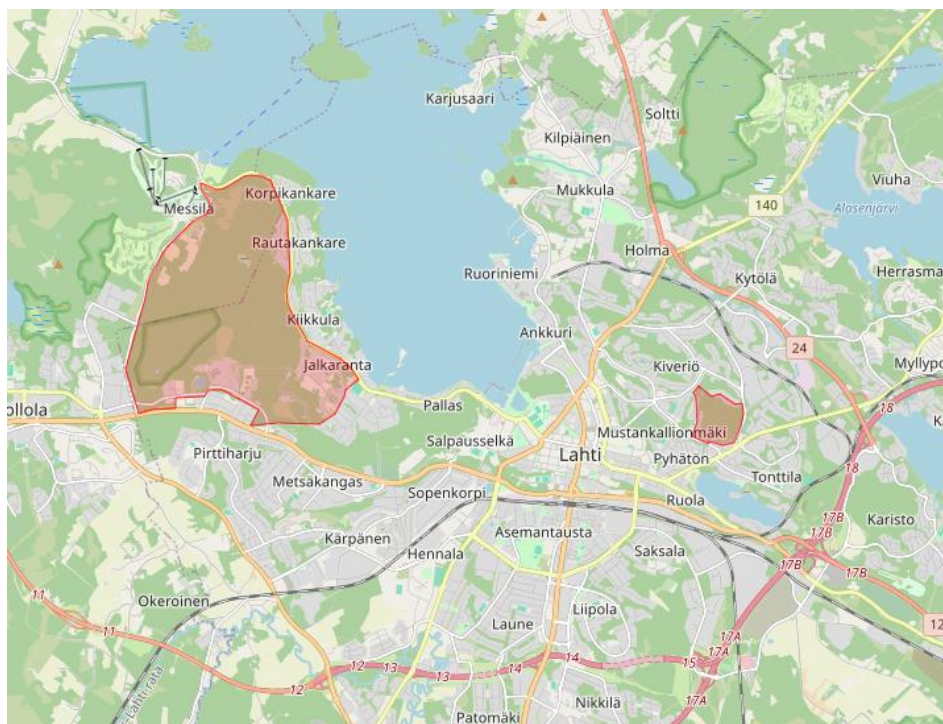 Karjusaari
Soltti
Kilpiäinen
Mukkula
Viuha
Messilä
Korpikankare
140
Alasenjärvi
Rautakankare
Holma
Ruoriniemi
Kytölä
Herrasma
Kiikkula
Ankkuri
24
Jalkaranta
Kiveriö
Myllypo
ollola
Pallas
18
Mustankallionmäki
Salpausselkä
Lahti
Pirttiharju
Pyhätön
18
Metsäkangas
Sopenkorpi
Ruola
Tonttila
17B
Karisto
Kärpänen
Asemantausta
17B
Hennala
Saksala
17B
17B
11
Okeroinen
Liipola
17A
11
Laune
12
17A
12
13
13
14
14
15
12
17A
Lahti-rata
Nikkilä
Patomäki